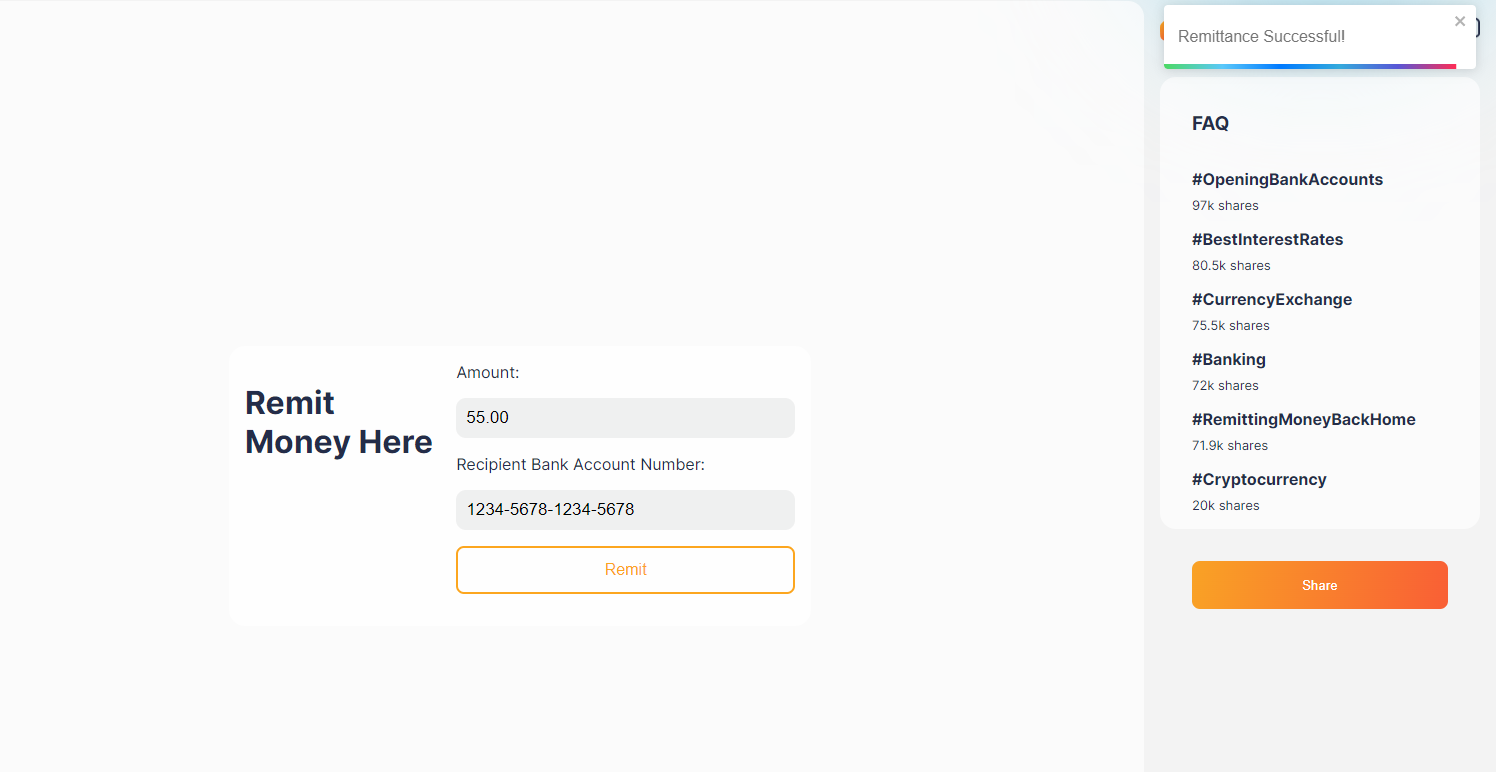 Remittance Successful!
Remit
Money Here
Amount:
55.00
Recipient Bank Account Number:
1234-5678-1234-5678
Remit
FAQ
#OpeningBankAccounts
97k shares
#BestInterestRates
80.5k shares
#CurrencyExchange
75.5k shares
#Banking
72k shares
#RemittingMoneyBackHome
71.9k shares
#Cryptocurrency
20k shares
Share